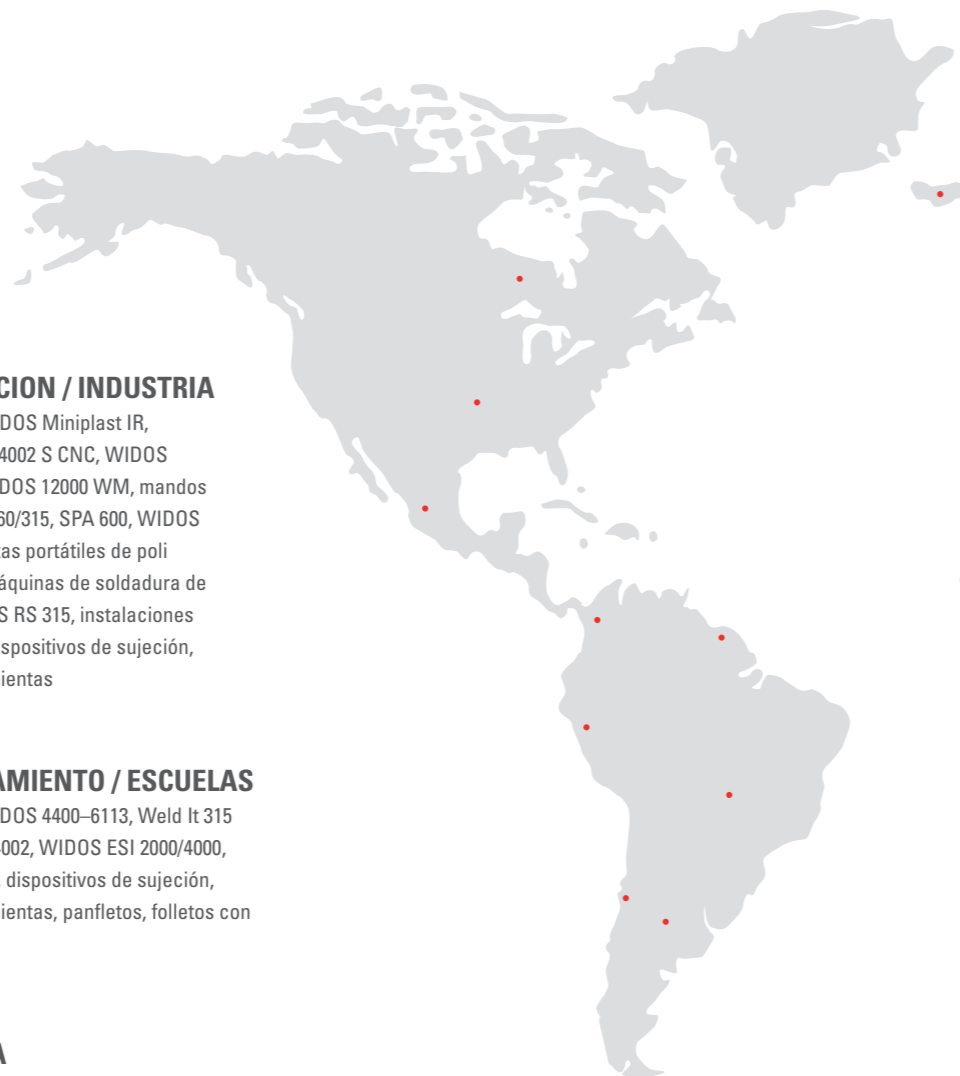 CION / INDUSTRIA
DOS Miniplast IR,
4002 S CNC, WIDOS
DOS 12000 WM, mandos
60/315, SPA 600, WIDOS
tas portátiles de poli
áquinas de soldadura de
S RS 315, instalaciones
spositivos de sujeción,
ientas
AMIENTO / ESCUELAS
DOS 4400–6113, Weld It 315
4002, WIDOS ESI 2000/4000,
, dispositivos de sujeción,
ientas, panfletos, folletos con
A